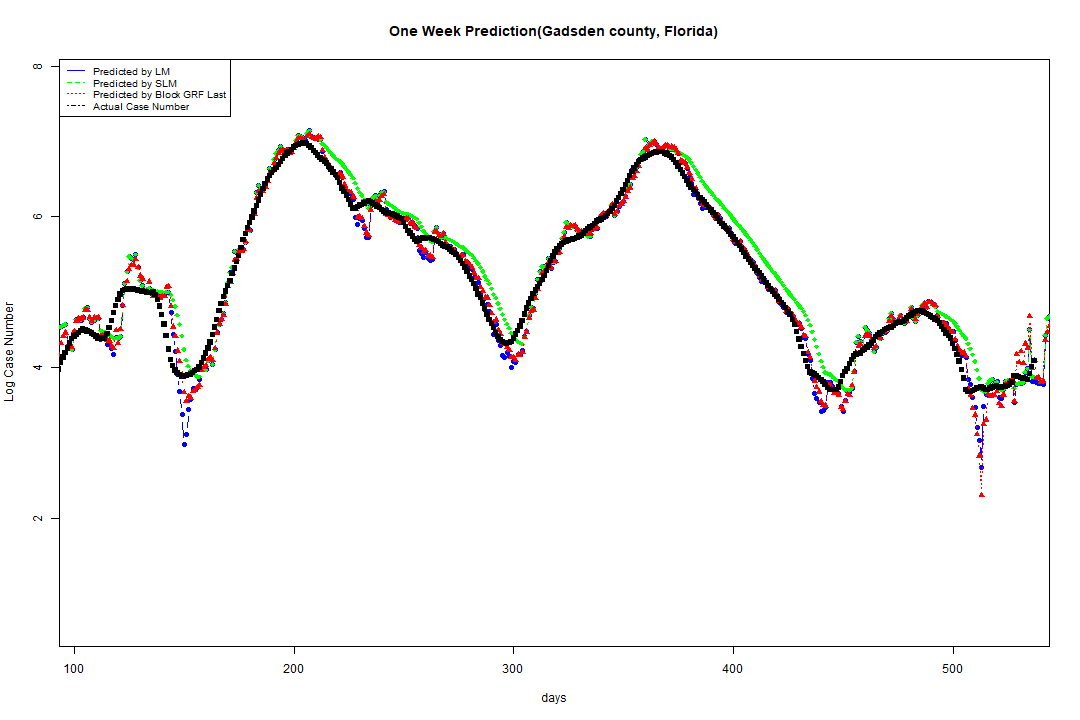 One Week Prediction(Gadsden county, Florida)
Predicted by LM
Predicted by SLM
Predicted by Block GRF Last
Actual Case Number
8
6
4
2
Log Case Number
100 200 300 400 500
days